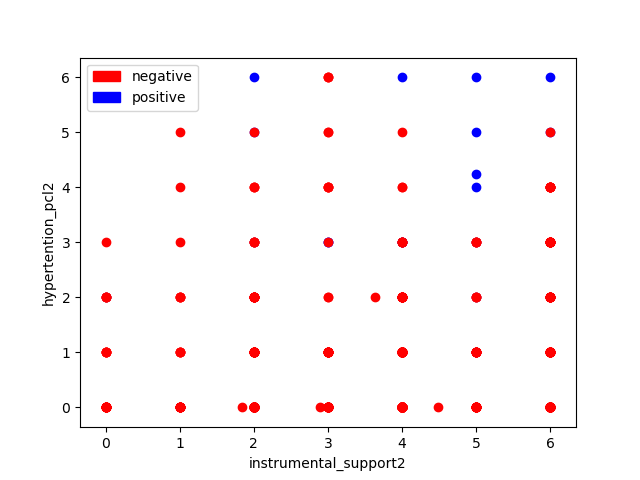 negative
positive
6
5
4
3
2
1
0
hypertention_pcl2
0 1 2 3 4 5 6
instrumental_support2